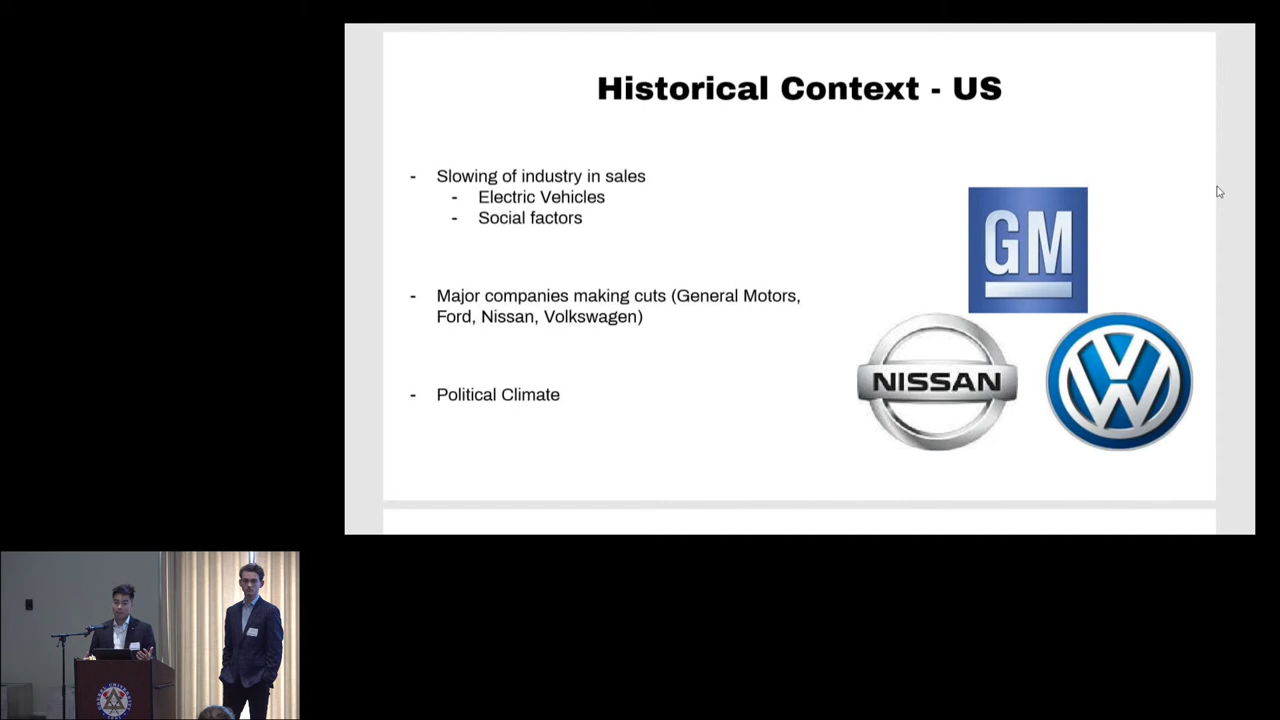 Historical Context - US
- Slowing of industry in sales
- Electric Vehicles
- Social factors
- Major companies making cuts (General Motors,
Ford, Nissan, Volkswagen)
- Political Climate
GM
NISSAN